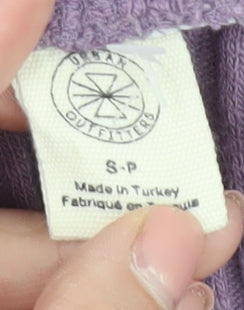 URBAN
OUTFITTERS
S-P
Made in Turkey
Fabriqué en